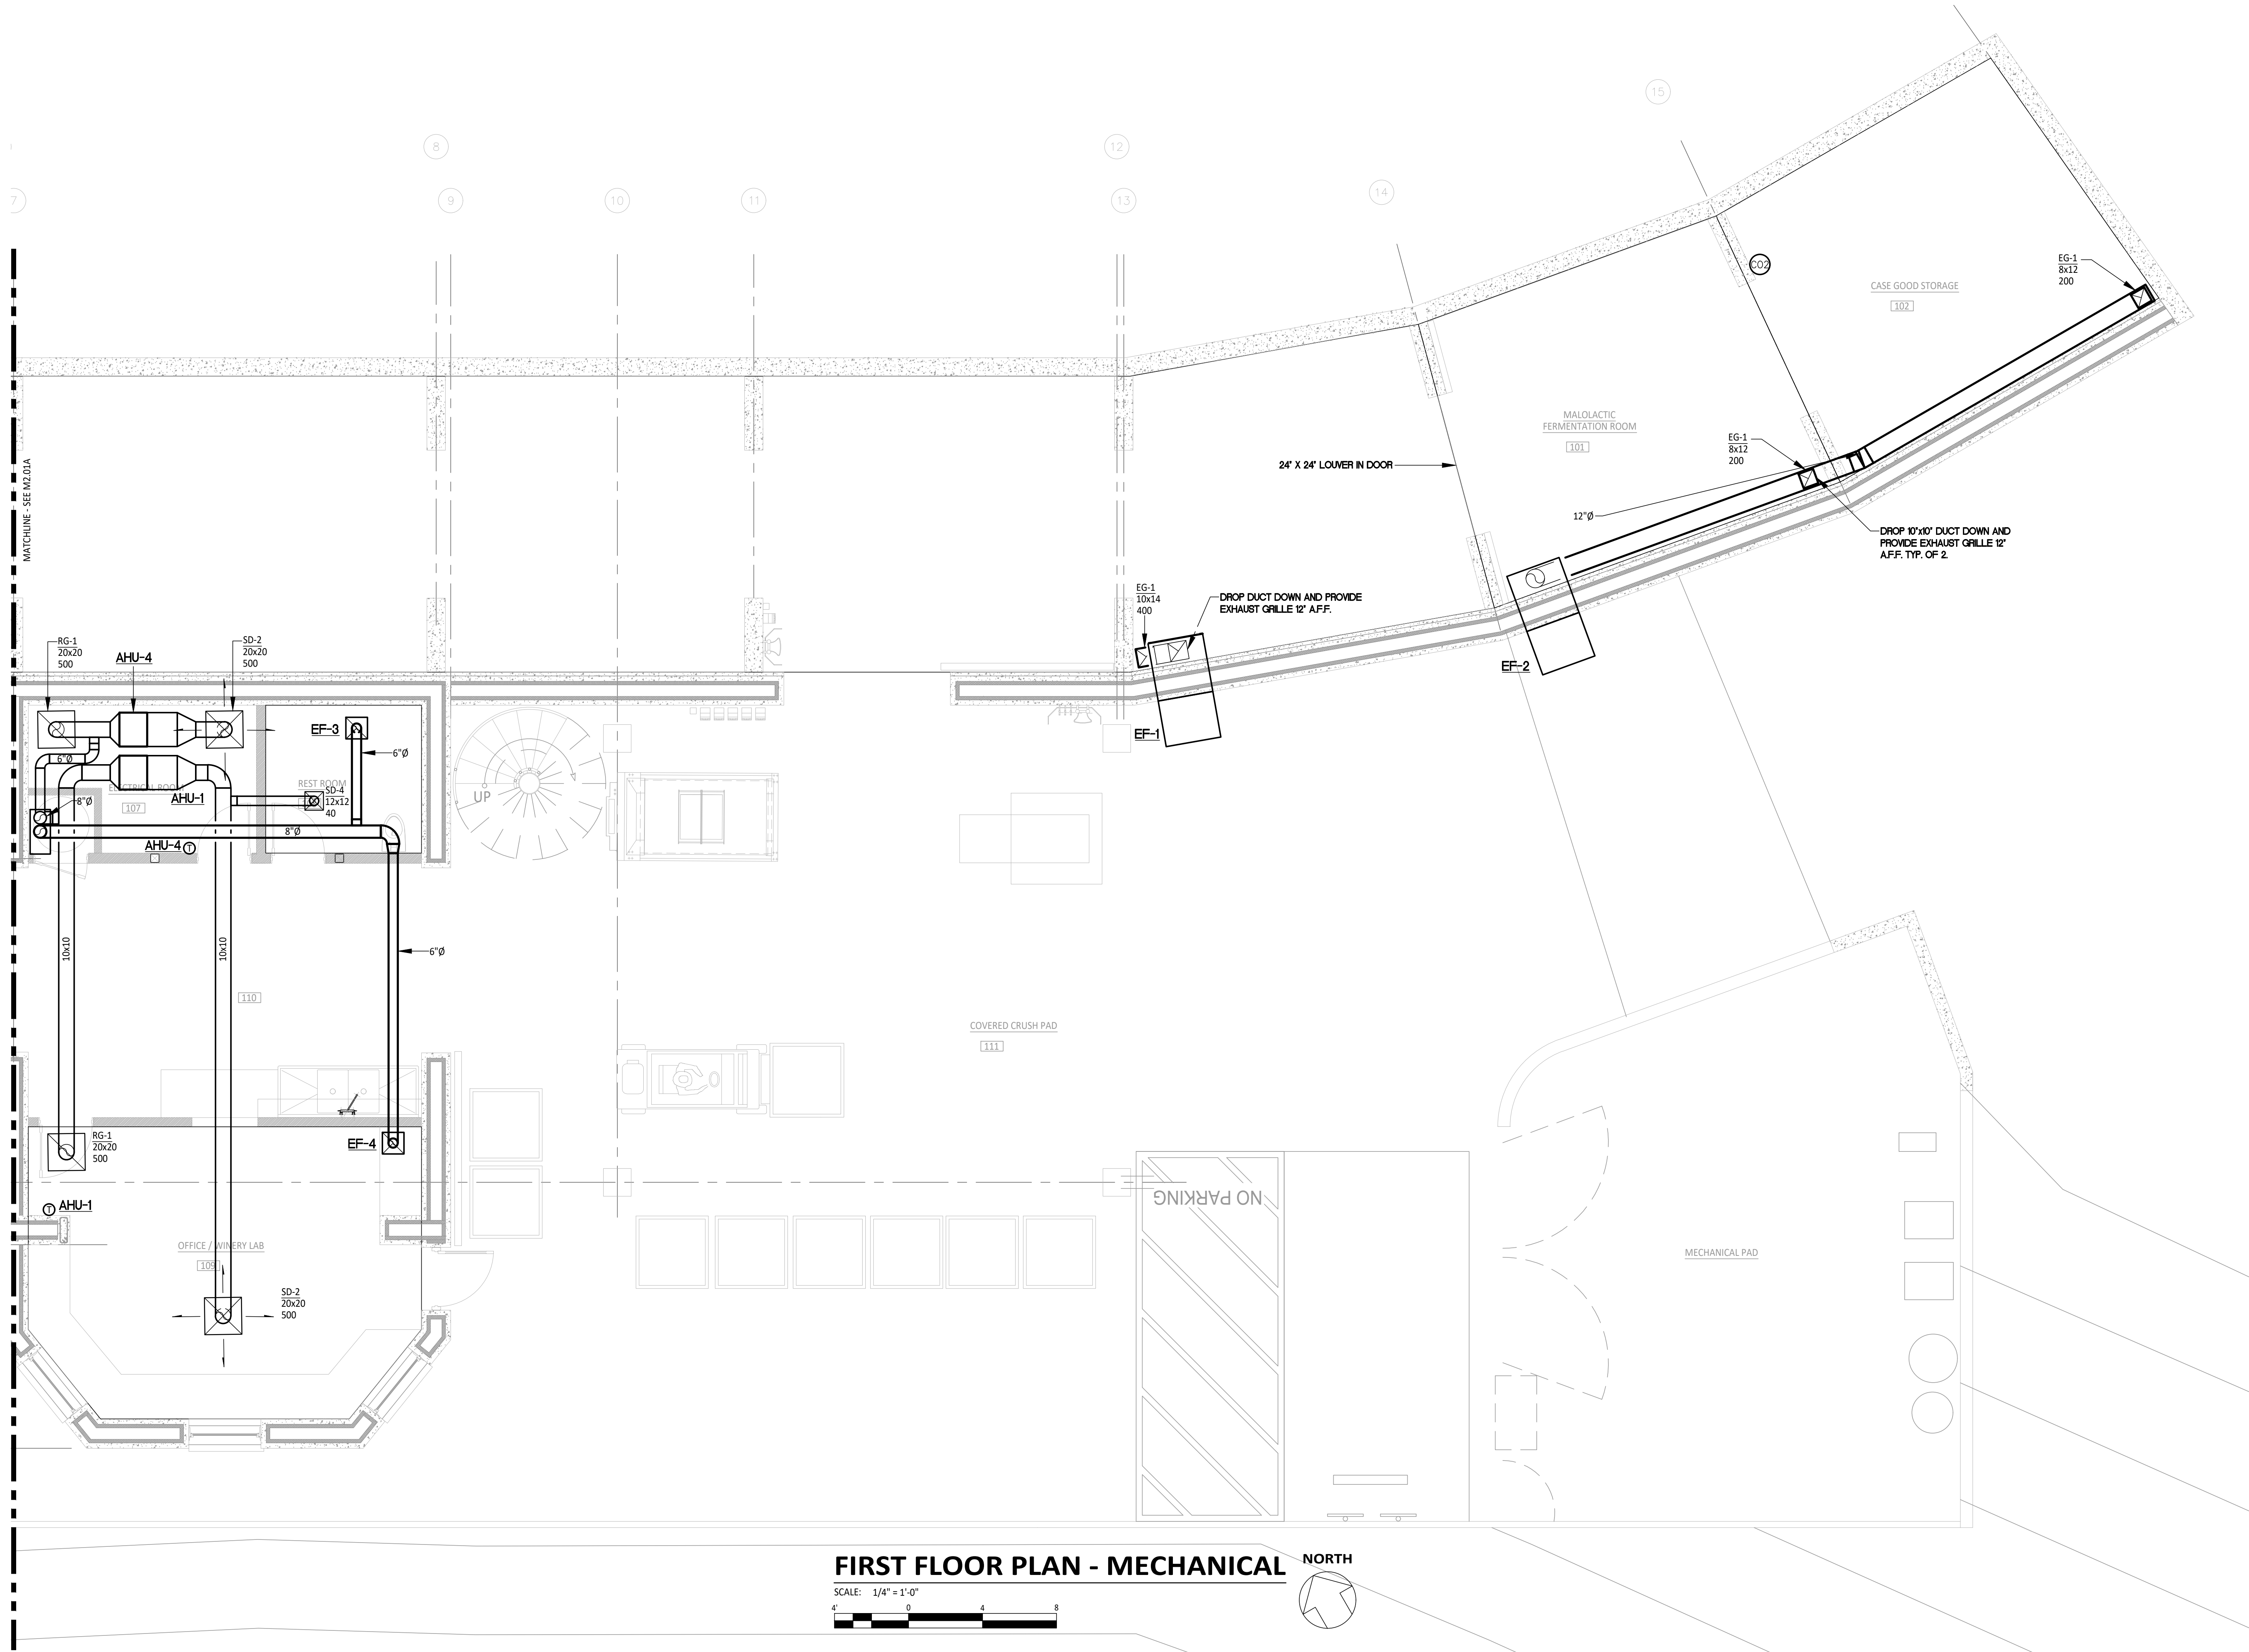 15
8
12
14
7
9
10
11
13
CO2
EG-1
8x12
200
CASE GOOD STORAGE
102
MALOLACTIC
FERMENTATION ROOM
101
EG-1
8x12
200
24" X 24" LOUVER IN DOOR
MATCHLINE - SEE M2.01A
12"Ø
DROP 10"x10" DUCT DOWN AND
PROVIDE EXHAUST GRILLE 12"
A.F.F. TYP. OF 2.
EG-1
10x14
400
DROP DUCT DOWN AND PROVIDE
EXHAUST GRILLE 12" A.F.F.
RG-1
20x20
500
AHU-4
SD-2
20x20
500
EF-2
EF-3
EF-1
6"Ø
6"Ø
ELECTRICAL ROOM
107
AHU-1
REST ROOM
SD-4
12x12
40
UP
8"Ø
8"Ø
AHU-4
T
10x10
10x10
6"Ø
110
COVERED CRUSH PAD
111
RG-1
20x20
500
EF-4
T
AHU-1
NO PARKING
OFFICE / WINERY LAB
109
MECHANICAL PAD
SD-2
20x20
500
FIRST FLOOR PLAN - MECHANICAL
NORTH
SCALE: 1/4" = 1'-0"
4' 0 4 8